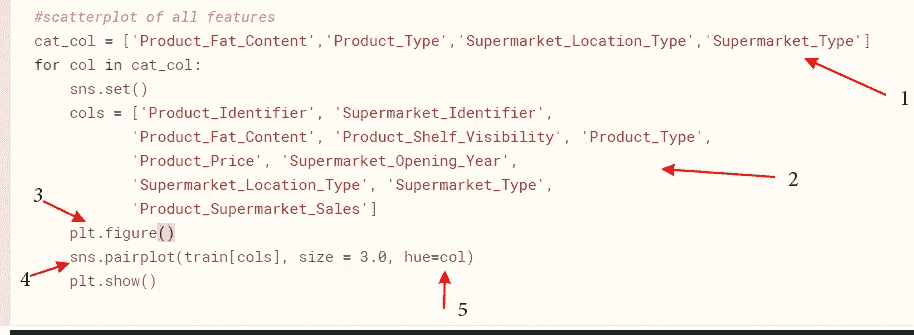 #scatterplot of all features
cat_col = ['Product_Fat_Content','Product_Type','Supermarket_Location_Type','Supermarket_Type']
1
for col in cat_col:
    sns.set()
    cols = ['Product_Identifier', 'Supermarket_Identifier',
            'Product_Fat_Content', 'Product_Shelf_Visibility', 'Product_Type',
            'Product_Price', 'Supermarket_Opening_Year',
2
            'Supermarket_Location_Type', 'Supermarket_Type',
3
            'Product_Supermarket_Sales']
    plt.figure()
    sns.pairplot(train[cols], size = 3.0, hue=col)
4
    plt.show()
5